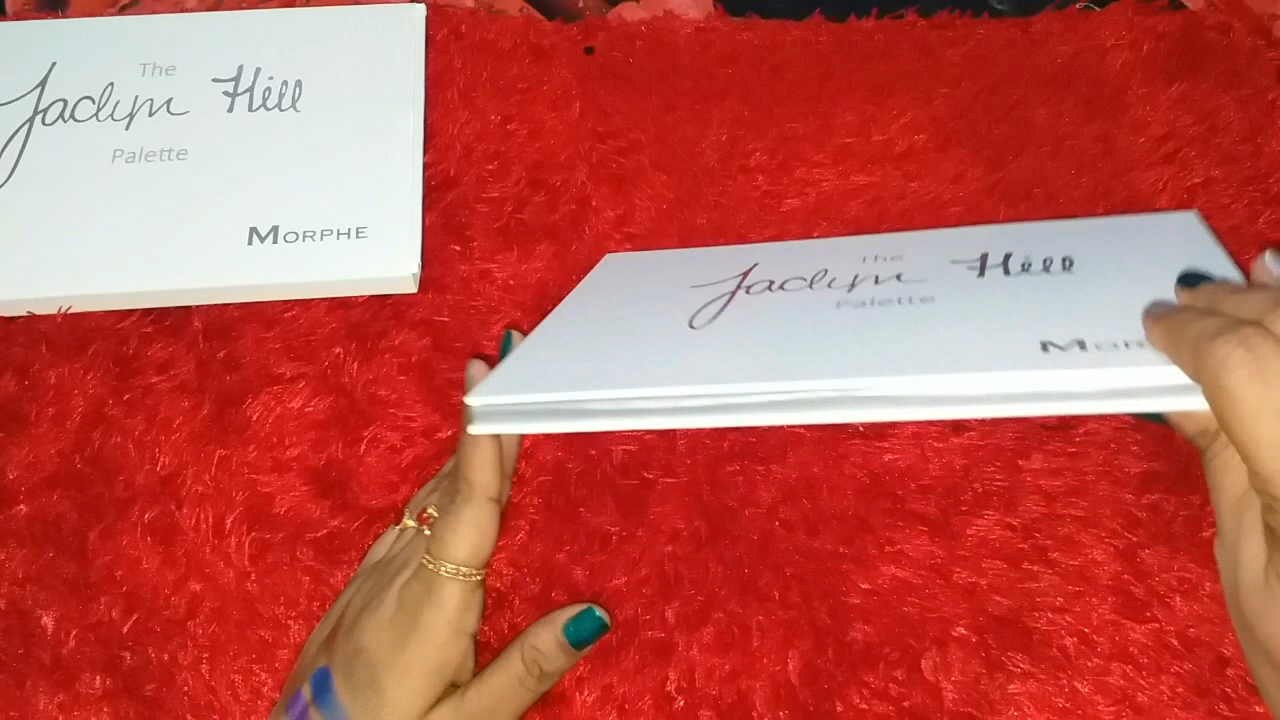 The
Jaclyn Hill
Palette
MORPHE
The
Jaclyn Hill
Palette